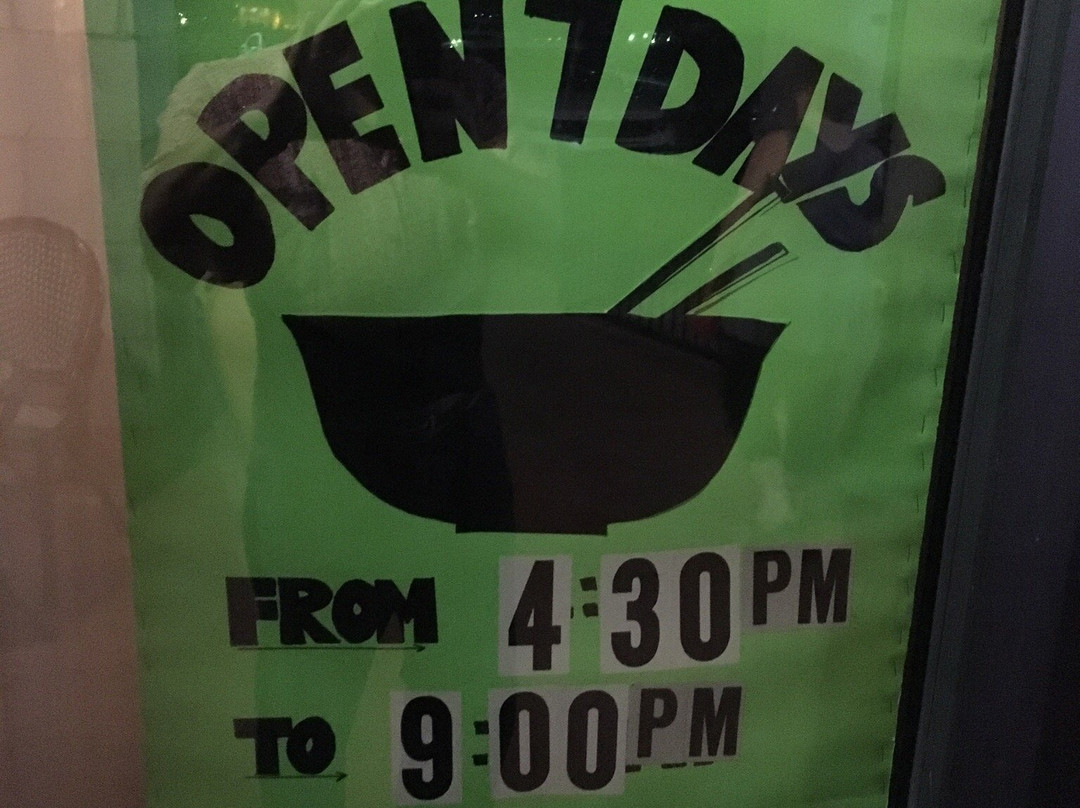 OPEN 7 DAYS
FROM 4:30 PM
TO 9:00 PM